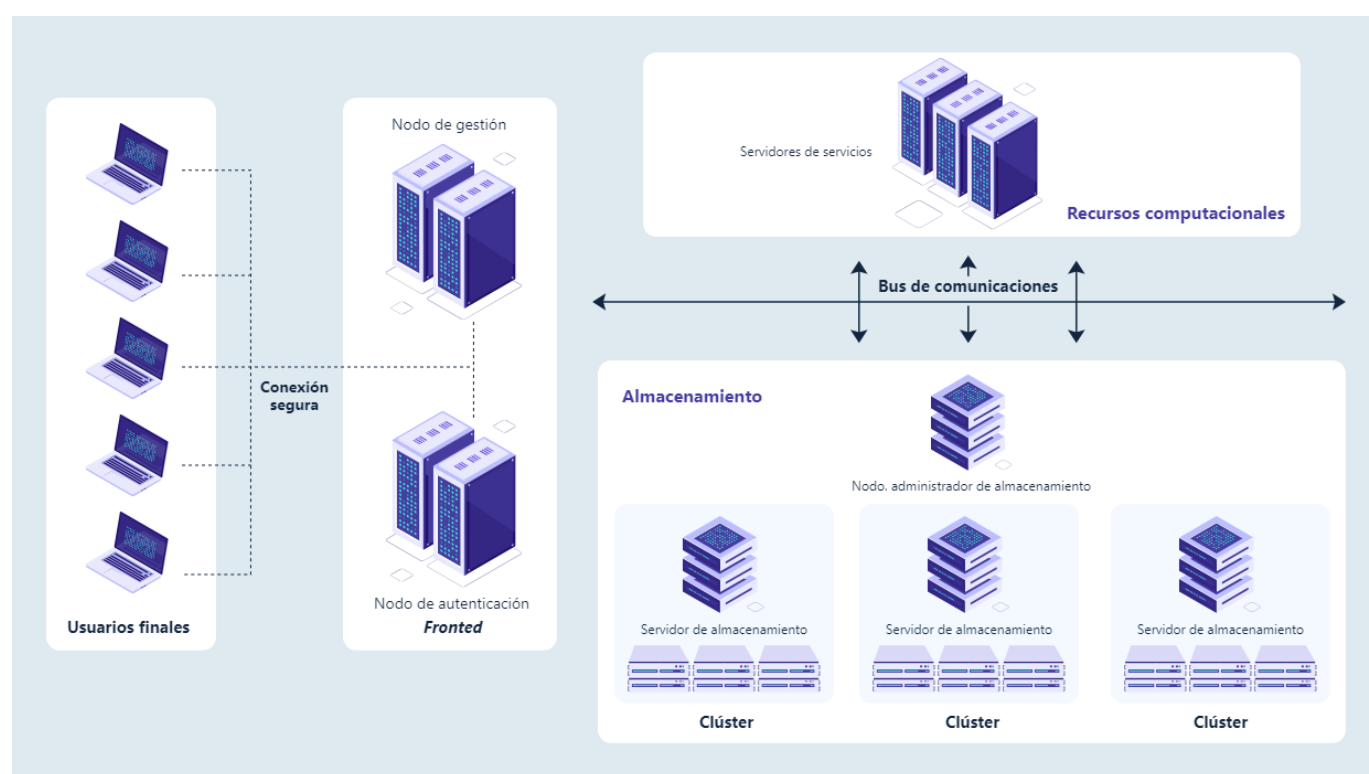 Usuarios finales
Conexión
segura
Nodo de gestión
Nodo de autenticación
Fronted
Servidores de servicios
Recursos computacionales
Bus de comunicaciones
Almacenamiento
Nodo. administrador de almacenamiento
Servidor de almacenamiento
Clúster
Servidor de almacenamiento
Clúster
Servidor de almacenamiento
Clúster